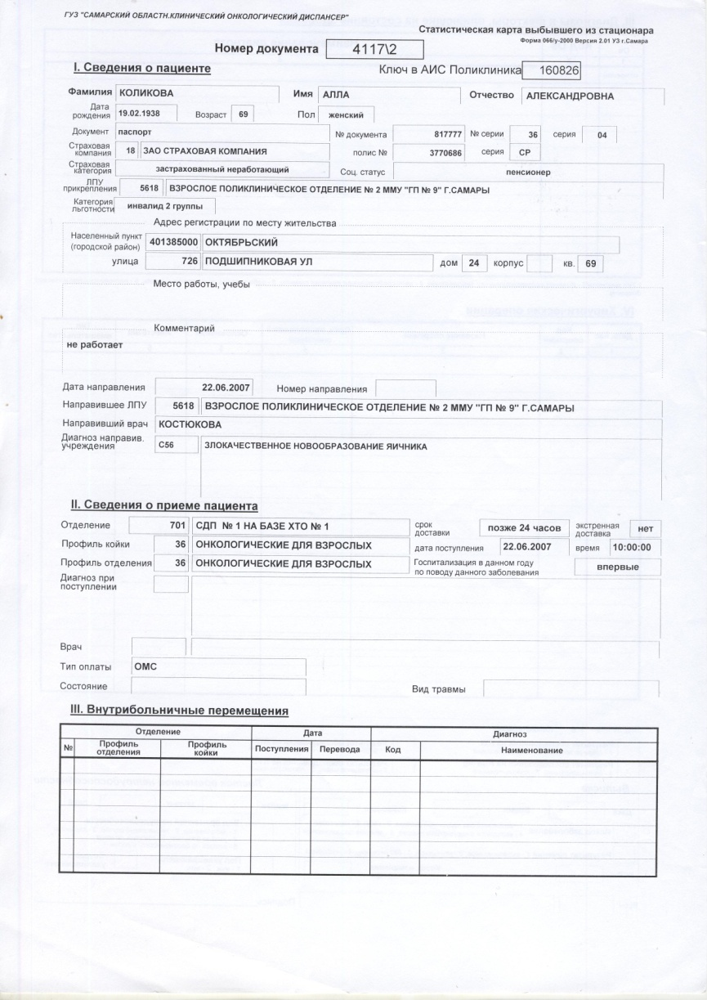 ГУЗ "САМАРСКИЙ ОБЛАСТН.КЛИНИЧЕСКИЙ ОНКОЛОГИЧЕСКИЙ ДИСПАНСЕР"
Статистическая карта выбывшего из стационара
Форма 066/у-2000 Версия 2.01 УЗ г.Самара
Номер документа 4117\2
I. Сведения о пациенте Ключ в АИС Поликлиника 160826
Фамилия КОЛИКОВА Имя АЛЛА Отчество АЛЕКСАНДРОВНА
Дата рождения 19.02.1938 Возраст 69 Пол женский
Документ паспорт № документа 817777 № серии 36 серия 04
Страховая компания 18 ЗАО СТРАХОВАЯ КОМПАНИЯ полис № 3770686 серия СР
Страховая категория застрахованный неработающий Соц. статус пенсионер
ЛПУ прикрепления 5618 ВЗРОСЛОЕ ПОЛИКЛИНИЧЕСКОЕ ОТДЕЛЕНИЕ № 2 ММУ "ГП № 9" Г.САМАРЫ
Категория льготности инвалид 2 группы
Адрес регистрации по месту жительства
Населенный пункт (городской район) 401385000 ОКТЯБРЬСКИЙ
улица 726 ПОДШИПНИКОВАЯ УЛ дом 24 корпус кв. 69
Место работы, учебы
Комментарий
не работает
Дата направления 22.06.2007 Номер направления
Направившее ЛПУ 5618 ВЗРОСЛОЕ ПОЛИКЛИНИЧЕСКОЕ ОТДЕЛЕНИЕ № 2 ММУ "ГП № 9" Г.САМАРЫ
Направивший врач КОСТЮКОВА
Диагноз направив. учреждения С56 ЗЛОКАЧЕСТВЕННОЕ НОВООБРАЗОВАНИЕ ЯИЧНИКА
II. Сведения о приеме пациента
Отделение 701 СДП № 1 НА БАЗЕ ХТО № 1 срок доставки позже 24 часов экстренная доставка нет
Профиль койки 36 ОНКОЛОГИЧЕСКИЕ ДЛЯ ВЗРОСЛЫХ дата поступления 22.06.2007 время 10:00:00
Профиль отделения 36 ОНКОЛОГИЧЕСКИЕ ДЛЯ ВЗРОСЛЫХ Госпитализация в данном году по поводу данного заболевания впервые
Диагноз при поступлении
Врач
Тип оплаты ОМС
Состояние Вид травмы
III. Внутрибольничные перемещения
Отделение Дата Диагноз
№ Профиль отделения Профиль койки Поступления Перевода Код Наименование